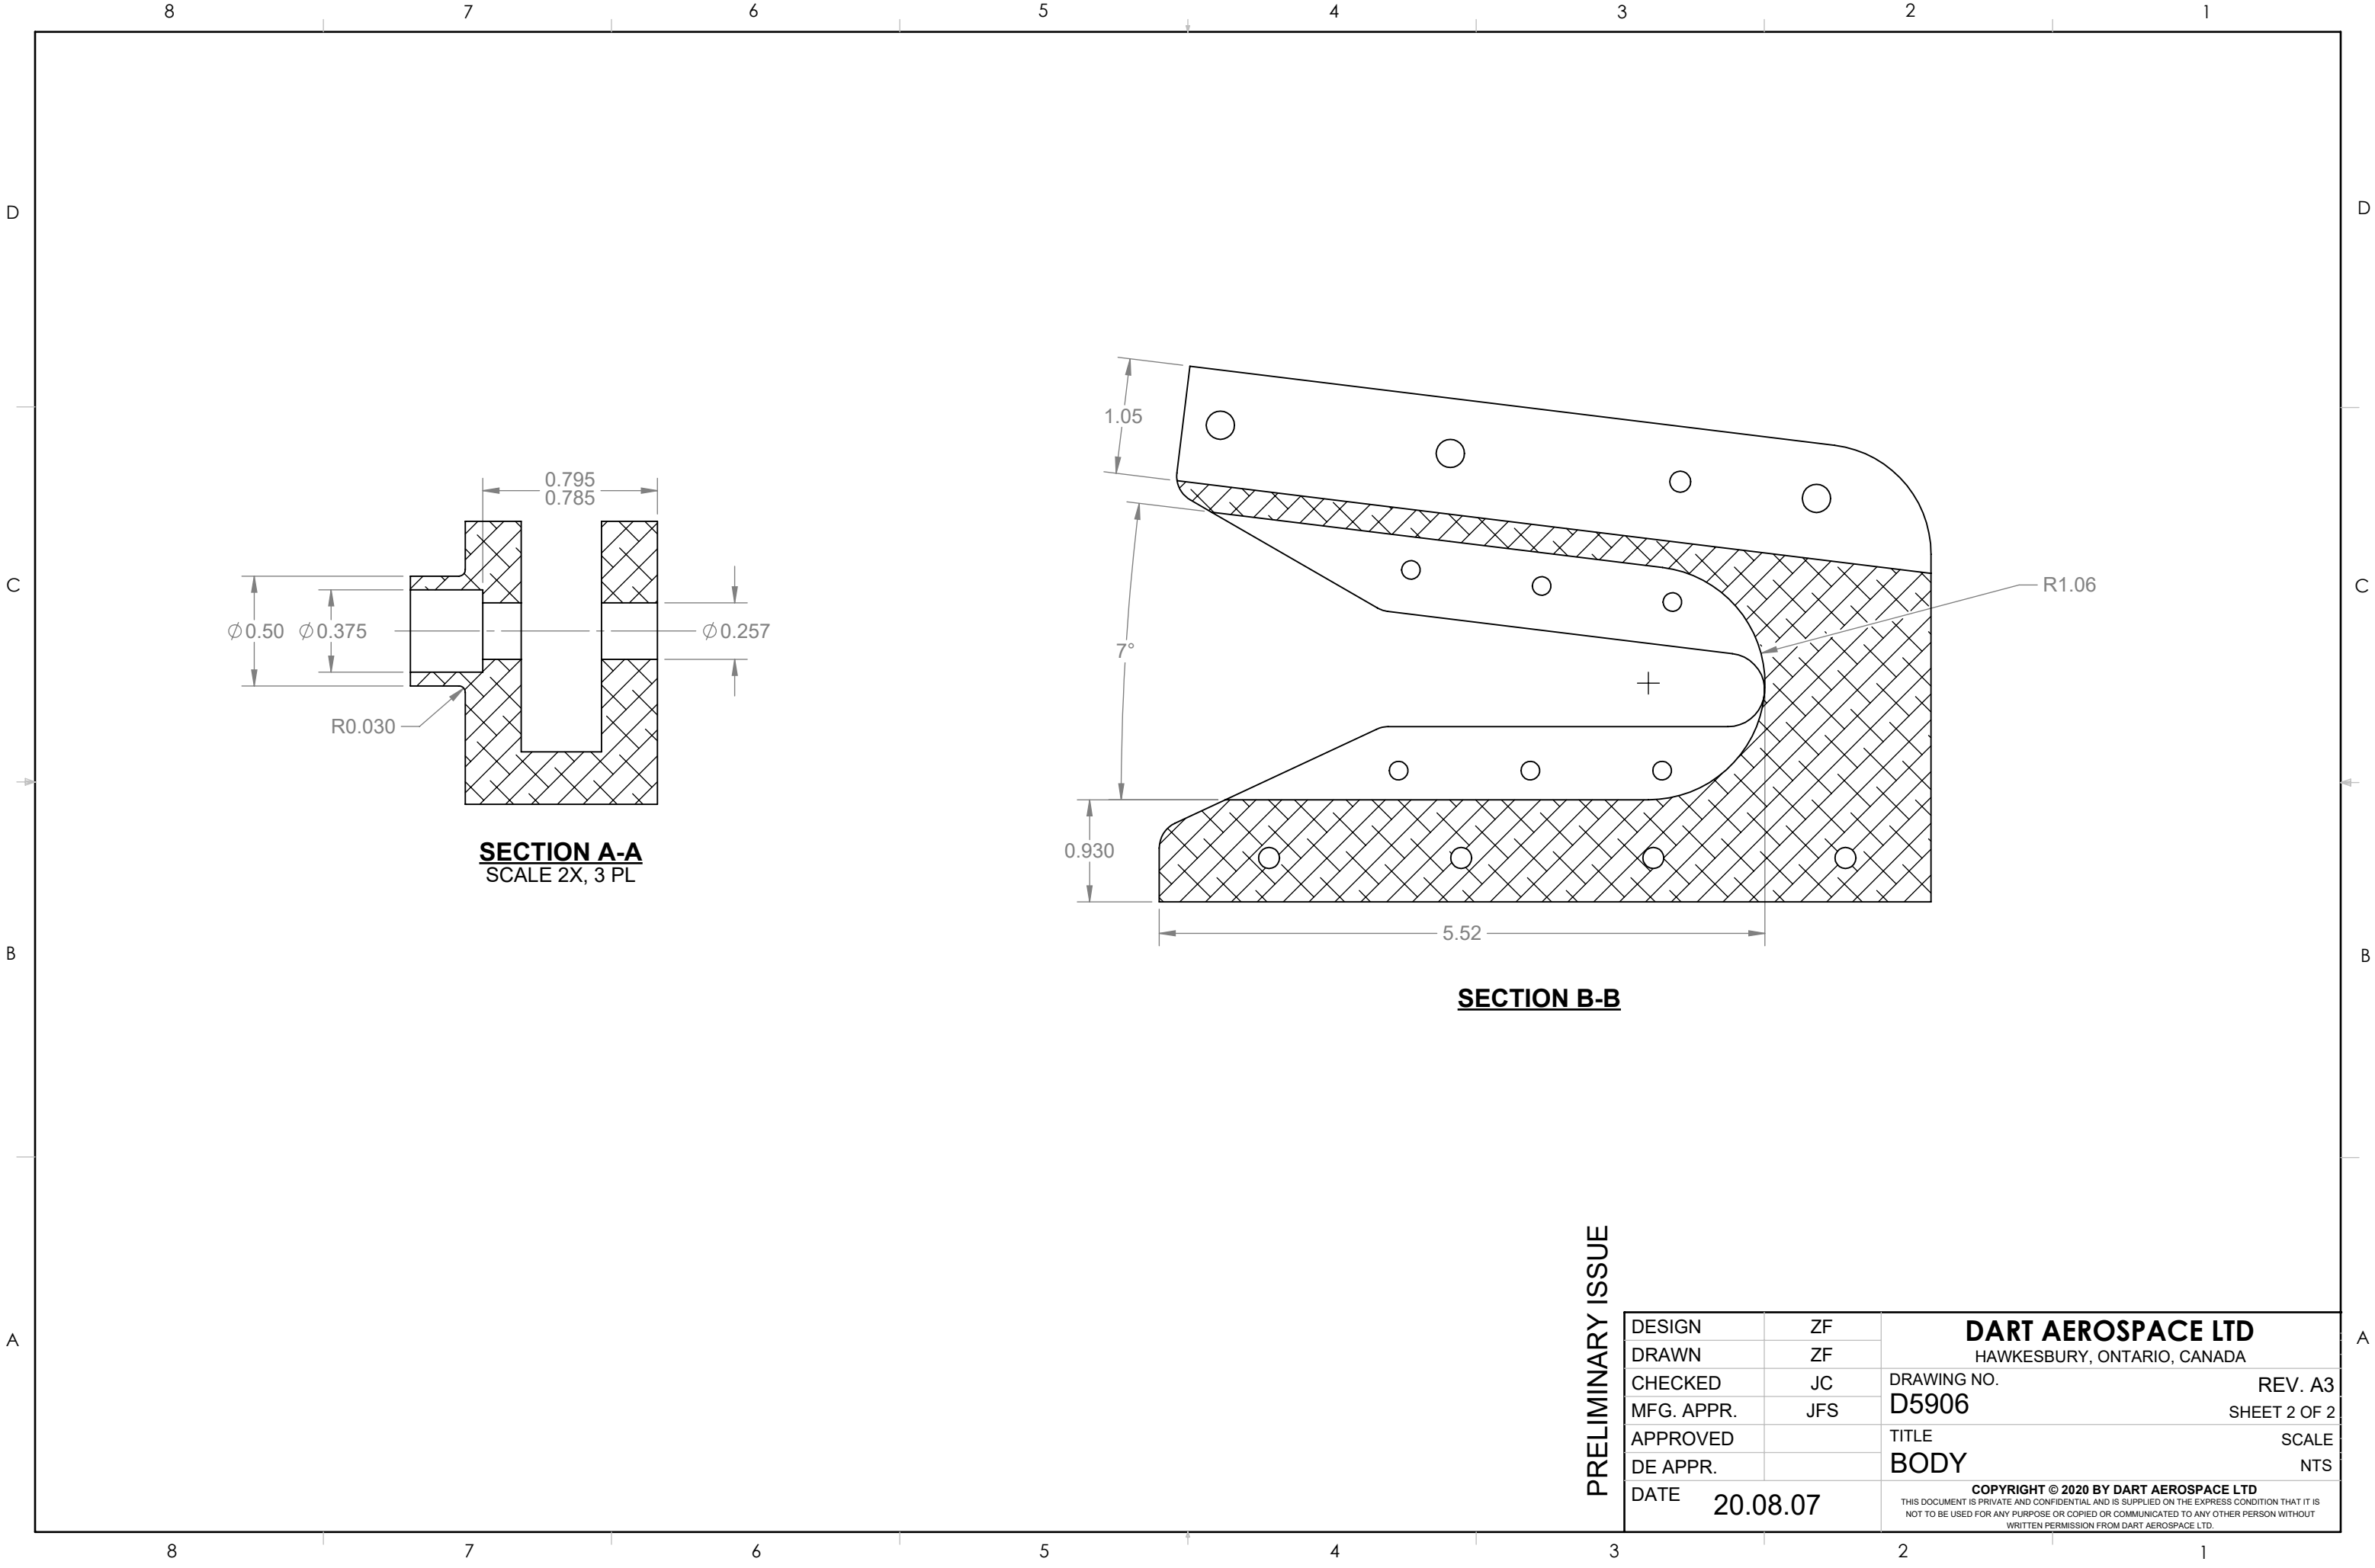 8 7 6 5 4 3 2 1
D D
C C
B B
A A
0.795
0.785
Ø0.50
Ø0.375
Ø0.257
R0.030
SECTION A-A
SCALE 2X, 3 PL
1.05
7°
0.930
5.52
R1.06
SECTION B-B
PRELIMINARY ISSUE
DESIGN ZF
DRAWN ZF
CHECKED JC
MFG. APPR. JFS
APPROVED
DE APPR.
DATE 20.08.07
DART AEROSPACE LTD
HAWKESBURY, ONTARIO, CANADA
DRAWING NO.
D5906
REV. A3
SHEET 2 OF 2
TITLE
BODY
SCALE
NTS
COPYRIGHT © 2020 BY DART AEROSPACE LTD
THIS DOCUMENT IS PRIVATE AND CONFIDENTIAL AND IS SUPPLIED ON THE EXPRESS CONDITION THAT IT IS
NOT TO BE USED FOR ANY PURPOSE OR COPIED OR COMMUNICATED TO ANY OTHER PERSON WITHOUT
WRITTEN PERMISSION FROM DART AEROSPACE LTD.
8 7 6 5 4 3 2 1